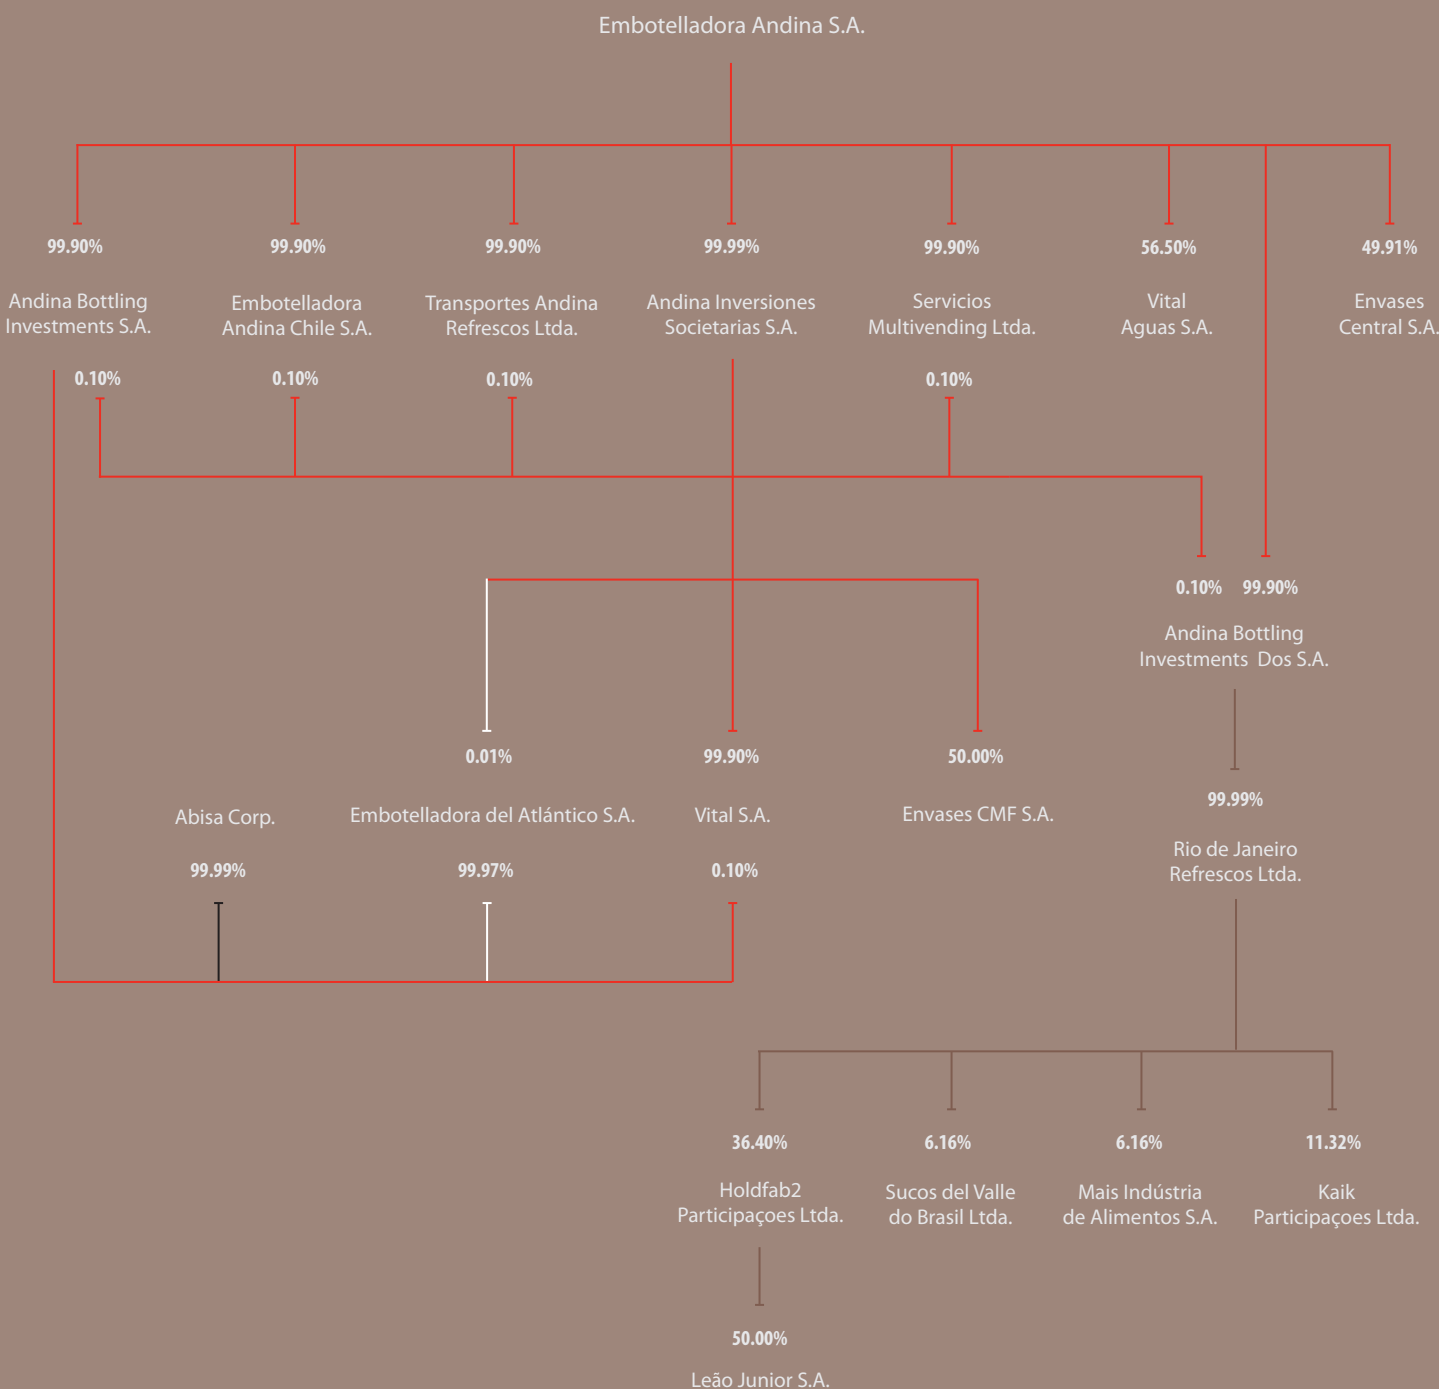 Embotelladora Andina S.A.
99.90%
99.90%
99.90%
99.99%
99.90%
56.50%
49.91%
Andina Bottling
Investments S.A.
Embotelladora
Andina Chile S.A.
Transportes Andina
Refrescos Ltda.
Andina Inversiones
Societarias S.A.
Servicios
Multivending Ltda.
Vital
Aguas S.A.
Envases
Central S.A.
0.10%
0.10%
0.10%
0.10%
0.10%
99.90%
Andina Bottling
Investments Dos S.A.
0.01%
99.90%
50.00%
99.99%
Abisa Corp.
Embotelladora del Atlántico S.A.
Vital S.A.
Envases CMF S.A.
Rio de Janeiro
Refrescos Ltda.
99.99%
99.97%
0.10%
36.40%
6.16%
6.16%
11.32%
Holdfab2
Participaçoes Ltda.
Sucos del Valle
do Brasil Ltda.
Mais Indústria
de Alimentos S.A.
Kaik
Participaçoes Ltda.
50.00%
Leão Junior S.A.